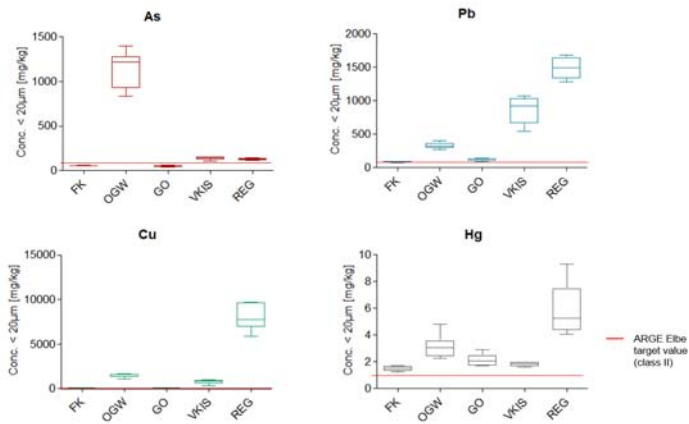 As
Conc. < 20µm [mg/kg]
1500
1000
500
0
FK
OGW
GO
VKIS
REG
Pb
Conc. < 20µm [mg/kg]
2000
1500
1000
500
0
FK
OGW
GO
VKIS
REG
Cu
Conc. < 20µm [mg/kg]
15000
10000
5000
0
FK
OGW
GO
VKIS
REG
Hg
Conc. < 20µm [mg/kg]
10
8
6
4
2
0
FK
OGW
GO
VKIS
REG
ARGE Elbe
target value
(class II)